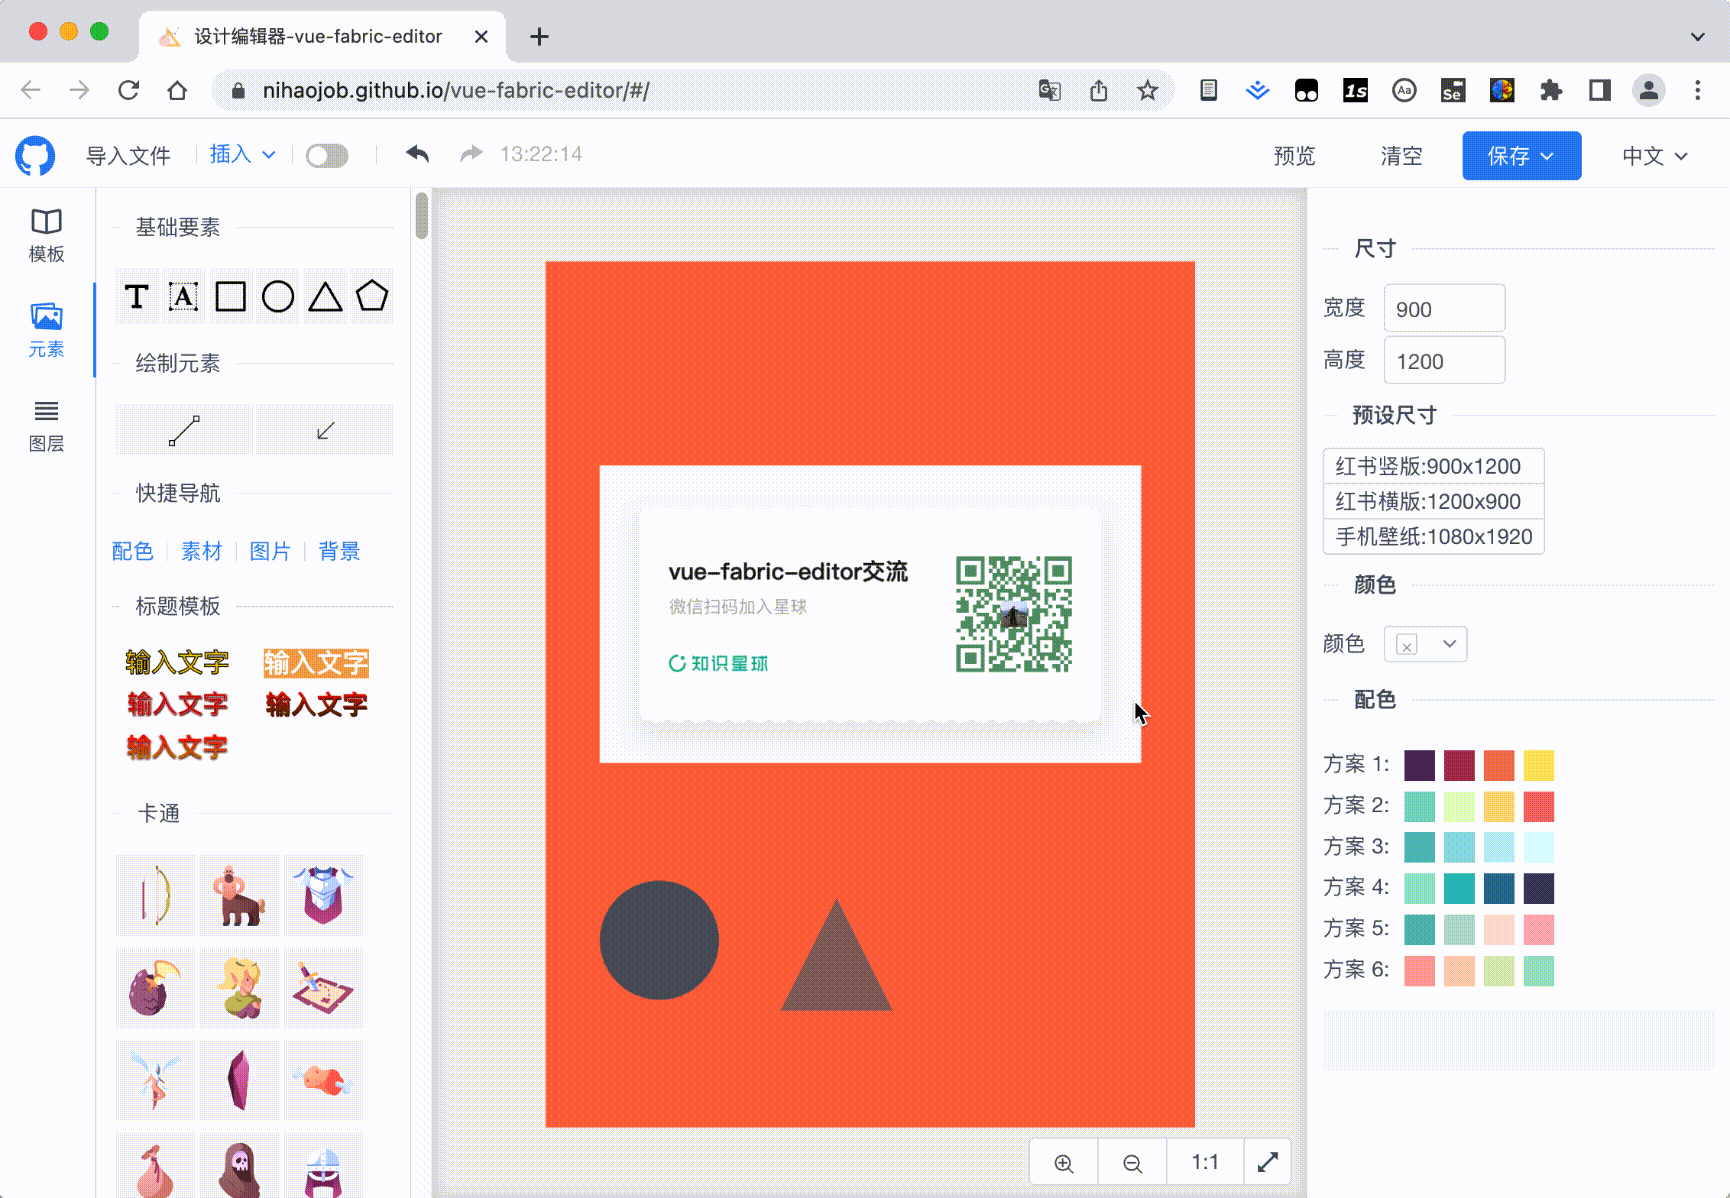 设计编辑器-vue-fabric-editor
nihaojob.github.io/vue-fabric-editor/#/
1s
Aa
Se
导入文件
插入
13:22:14
预览
清空
保存
中文
模板
元素
图层
基础要素
T
A
绘制元素
快捷导航
配色
素材
图片
背景
标题模板
输入文字
输入文字
输入文字
输入文字
输入文字
卡通
vue-fabric-editor交流
微信扫码加入星球
知识星球
1:1
尺寸
宽度
900
高度
1200
预设尺寸
红书竖版:900x1200
红书横版:1200x900
手机壁纸:1080x1920
颜色
颜色
配色
方案 1:
方案 2:
方案 3:
方案 4:
方案 5:
方案 6: